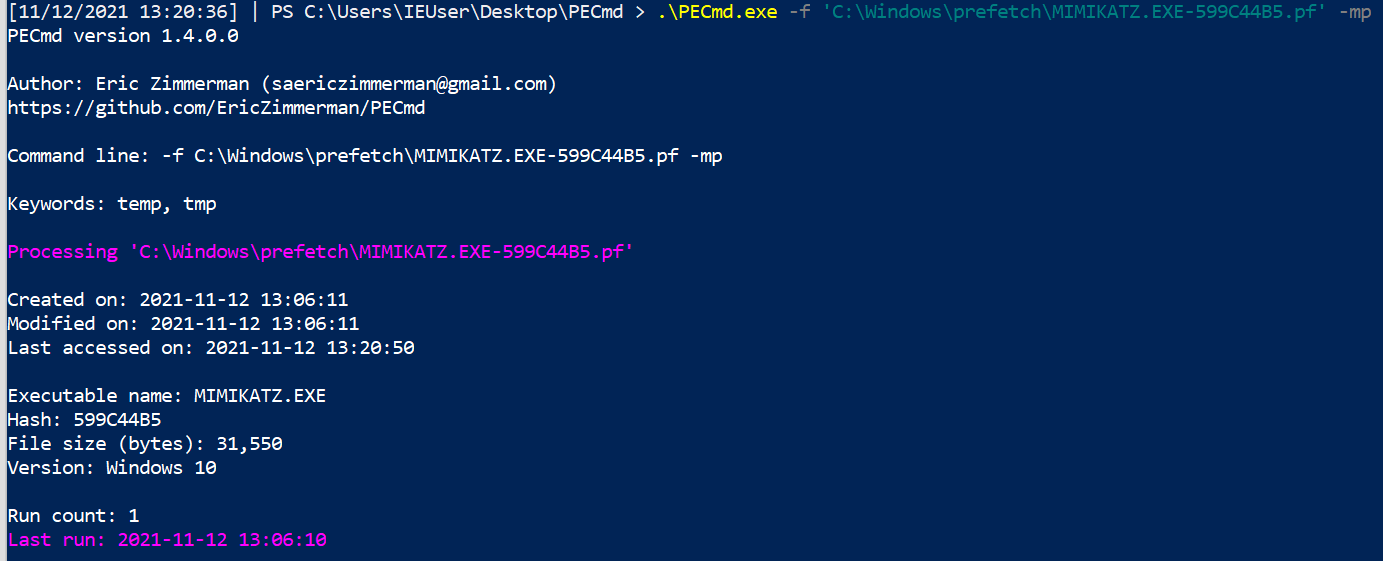 [11/12/2021 13:20:36] | PS C:\Users\IEUser\Desktop\PECmd > .\PECmd.exe -f 'C:\Windows\prefetch\MIMIKATZ.EXE-599C44B5.pf' -mp
PECmd version 1.4.0.0
Author: Eric Zimmerman (saericzimmerman@gmail.com)
https://github.com/EricZimmerman/PECmd
Command line: -f C:\Windows\prefetch\MIMIKATZ.EXE-599C44B5.pf -mp
Keywords: temp, tmp
Processing 'C:\Windows\prefetch\MIMIKATZ.EXE-599C44B5.pf'
Created on: 2021-11-12 13:06:11
Modified on: 2021-11-12 13:06:11
Last accessed on: 2021-11-12 13:20:50
Executable name: MIMIKATZ.EXE
Hash: 599C44B5
File size (bytes): 31,550
Version: Windows 10
Run count: 1
Last run: 2021-11-12 13:06:10